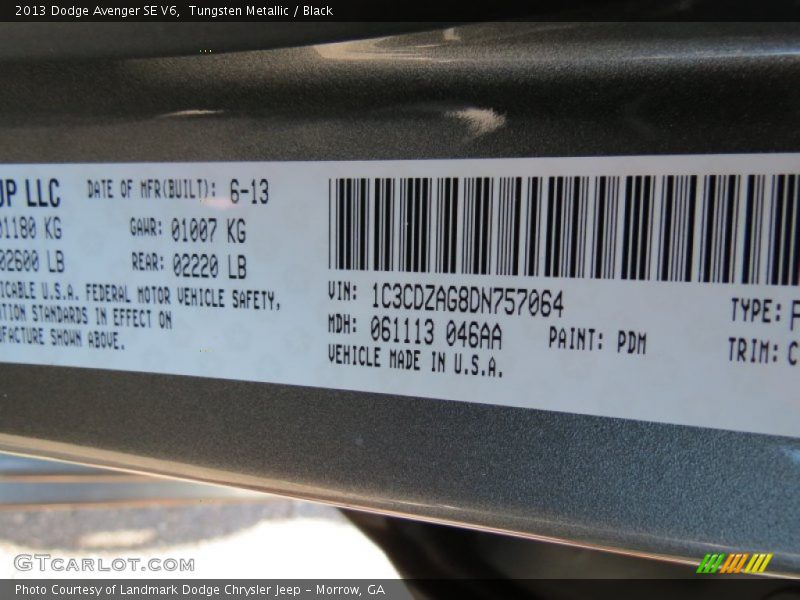 2013 Dodge Avenger SE V6, Tungsten Metallic / Black
UP LLC DATE OF MFR(BUILT): 6-13
01180 KG GAWR: 01007 KG
02600 LB REAR: 02220 LB
ICABLE U.S.A. FEDERAL MOTOR VEHICLE SAFETY,
TION STANDARDS IN EFFECT ON
UFACTURE SHOWN ABOVE.
VIN: 1C3CDZAG8DN757064 TYPE:
MDH: 061113 046AA PAINT: PDM TRIM: C
VEHICLE MADE IN U.S.A.
GTCARLOT.COM
Photo Courtesy of Landmark Dodge Chrysler Jeep - Morrow, GA